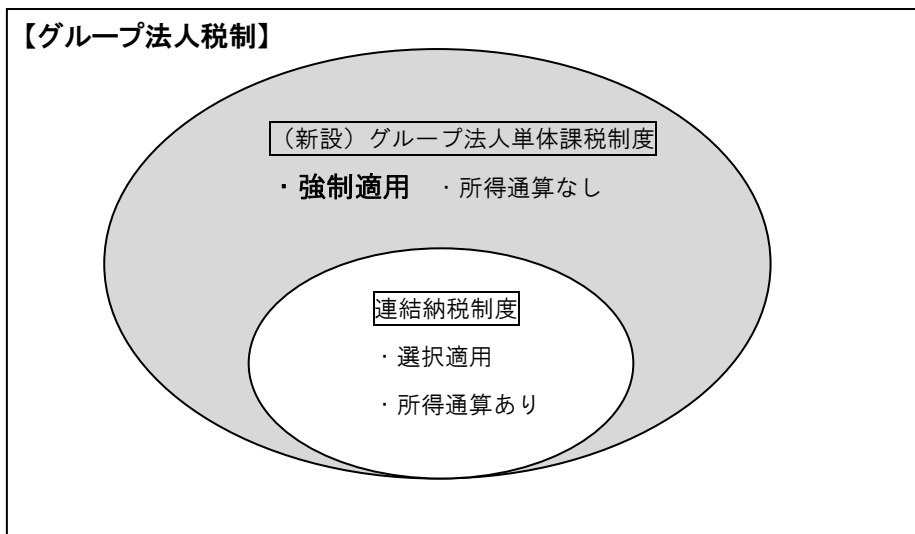 【グループ法人税制】
（新設）グループ法人単体課税制度
・強制適用 ・所得通算なし
連結納税制度
・選択適用
・所得通算あり